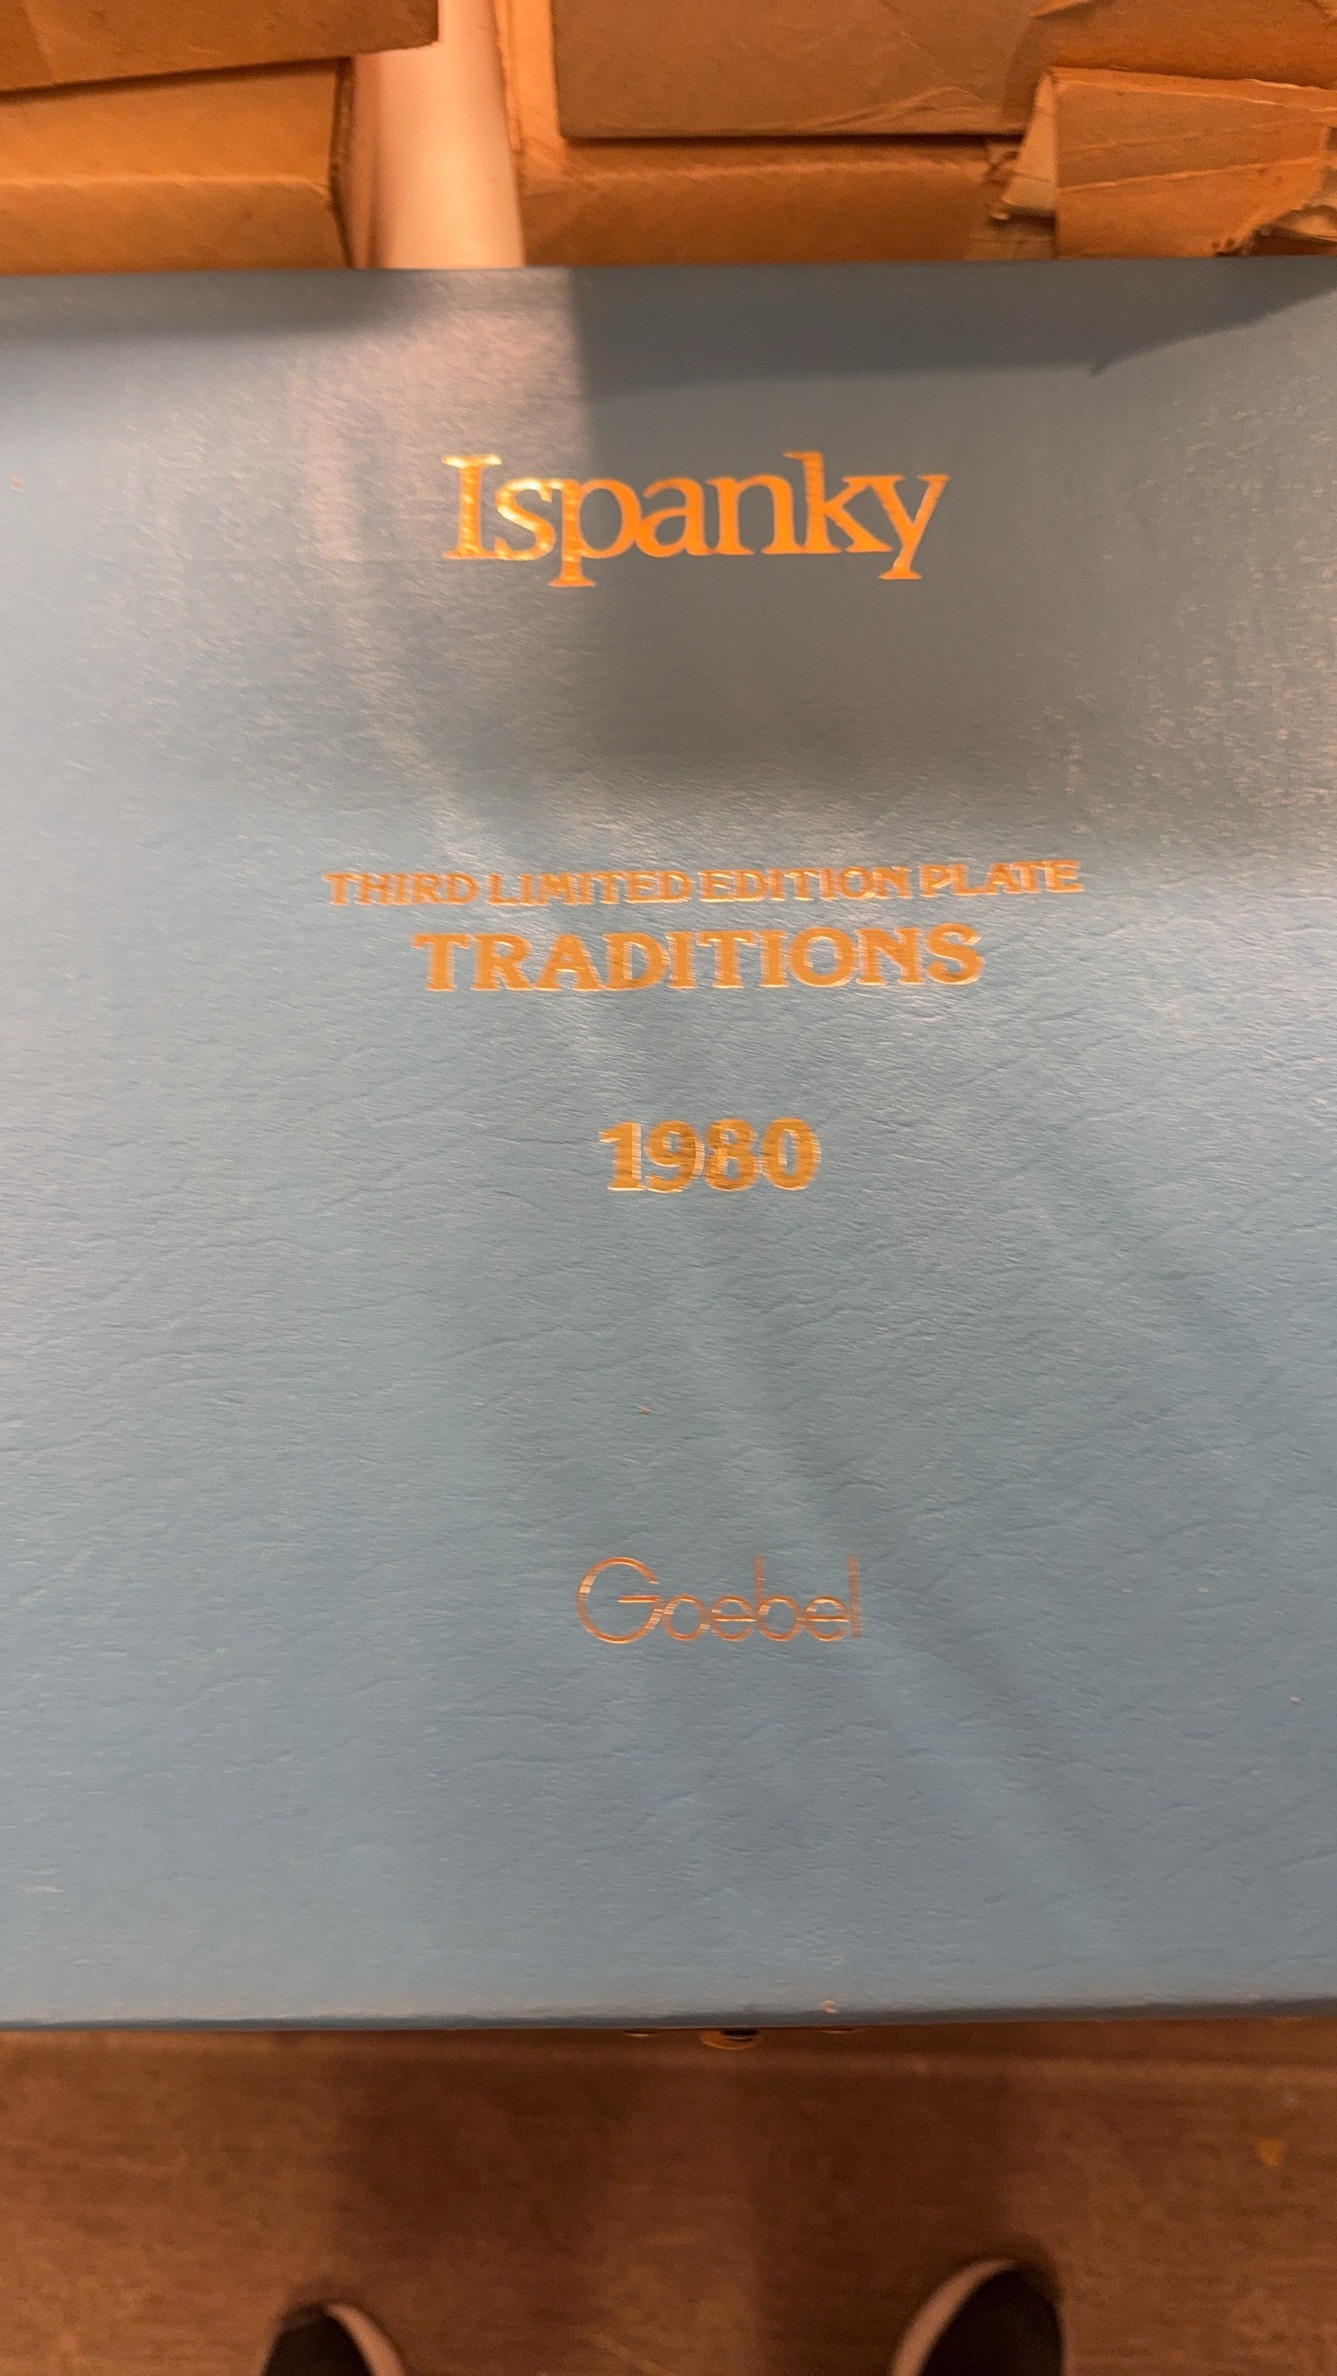 Ispanky
THIRD LIMITED EDITION PLATE
TRADITIONS
1980
Goebel